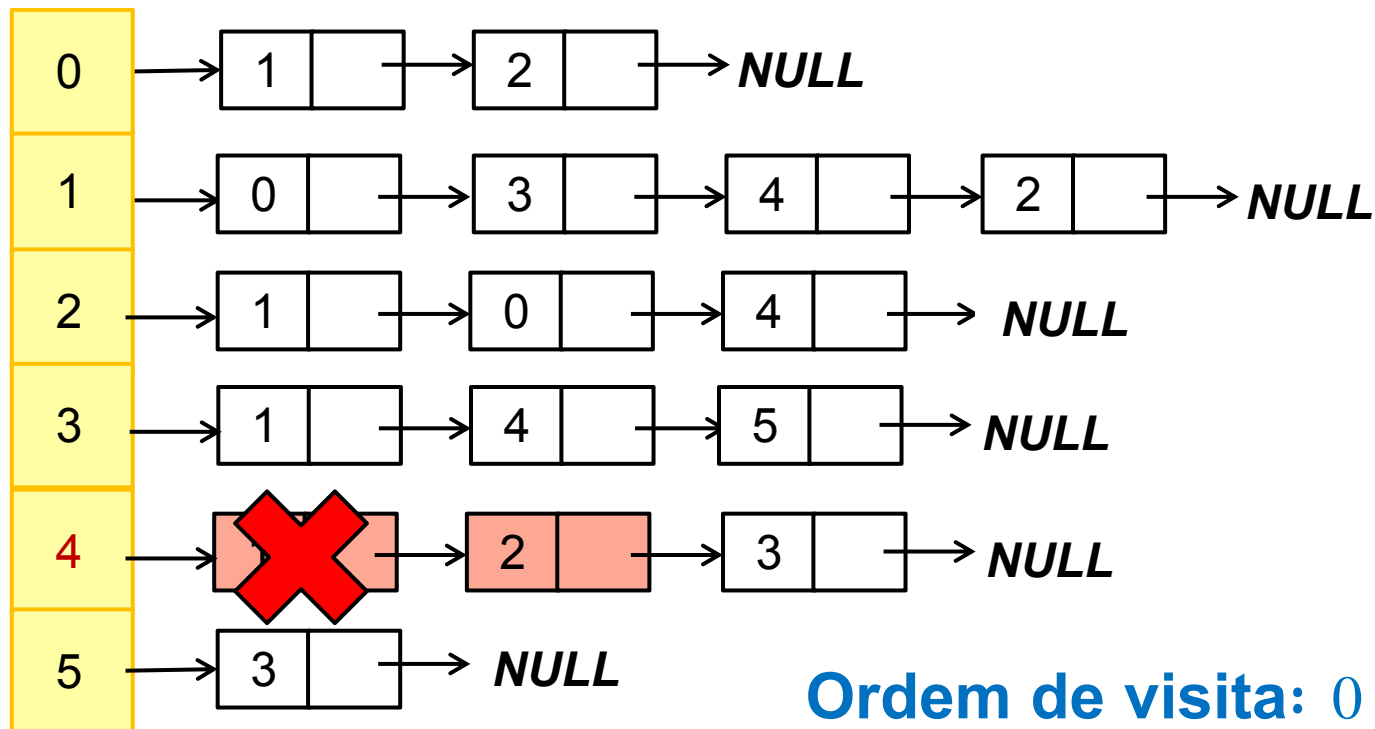 0 1 2 NULL
1 0 3 4 2 NULL
2 1 0 4 NULL
3 1 4 5 NULL
4 2 3 NULL
5 3 NULL
Ordem de visita: 0